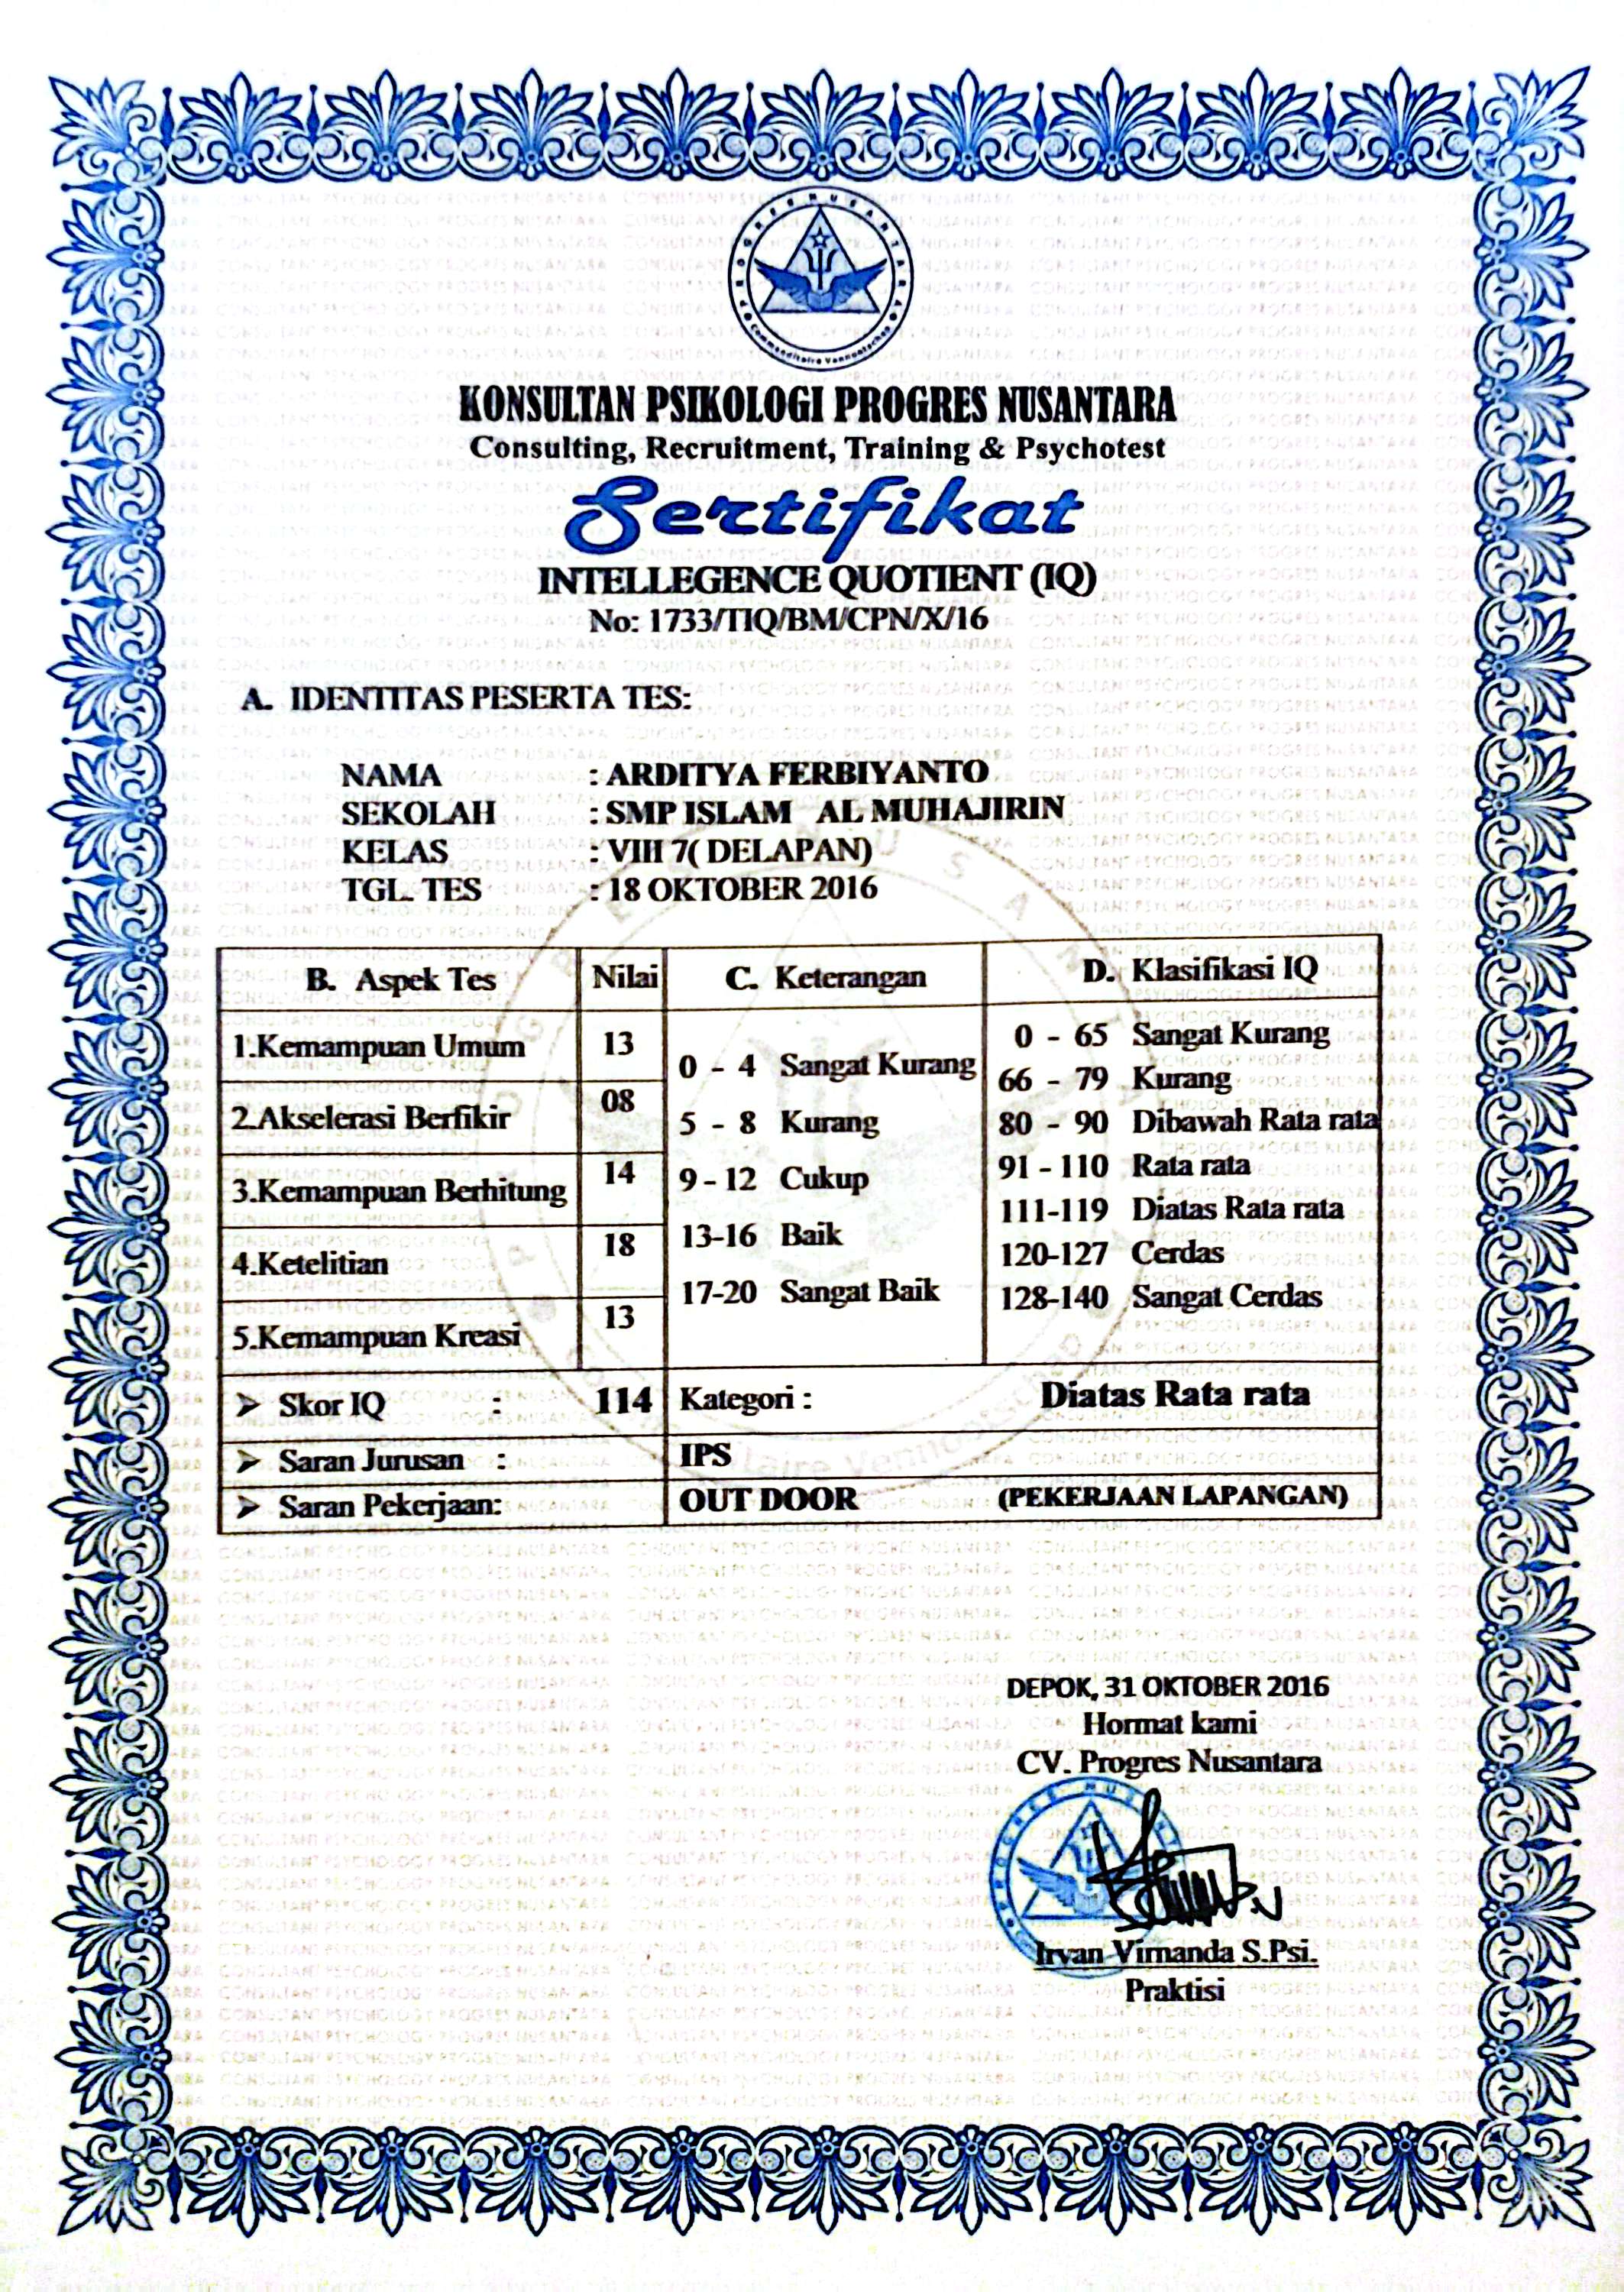 PROGRES NUSANTARA
Commanditaire Vennootschap
KONSULTAN PSIKOLOGI PROGRES NUSANTARA
Consulting, Recruitment, Training & Psychotest
Sertifikat
INTELLEGENCE QUOTIENT (IQ)
No: 1733/TIQ/BM/CPN/X/16
A. IDENTITAS PESERTA TES:
NAMA : ARDITYA FERBIYANTO
SEKOLAH : SMP ISLAM AL MUHAJIRIN
KELAS : VIII 7( DELAPAN)
TGL. TES : 18 OKTOBER 2016
B. Aspek Tes Nilai C. Keterangan D. Klasifikasi IQ
1.Kemampuan Umum 13
2.Akselerasi Berfikir 08
3.Kemampuan Berhitung 14
4.Ketelitian 18
5.Kemampuan Kreasi 13
0 - 4 Sangat Kurang
5 - 8 Kurang
9 - 12 Cukup
13-16 Baik
17-20 Sangat Baik
0 - 65 Sangat Kurang
66 - 79 Kurang
80 - 90 Dibawah Rata rata
91 - 110 Rata rata
111-119 Diatas Rata rata
120-127 Cerdas
128-140 Sangat Cerdas
➢ Skor IQ : 114 Kategori : Diatas Rata rata
➢ Saran Jurusan : IPS
➢ Saran Pekerjaan: OUT DOOR (PEKERJAAN LAPANGAN)
DEPOK, 31 OKTOBER 2016
Hormat kami
CV. Progres Nusantara
Irvan Virnanda S.Psi.
Praktisi